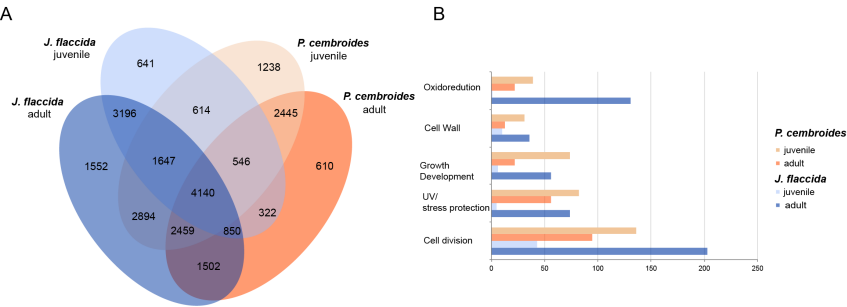 A
J. flaccida
juvenile
P. cembroides
juvenile
J. flaccida
adult
P. cembroides
adult
641
1238
3196
614
2445
1552
1647
546
610
4140
2894
322
2459
850
1502
B
Oxidoredution
Cell Wall
Growth
Development
UV/
stress protection
Cell division
0
50
100
150
200
250
P. cembroides
juvenile
adult
J. flaccida
juvenile
adult